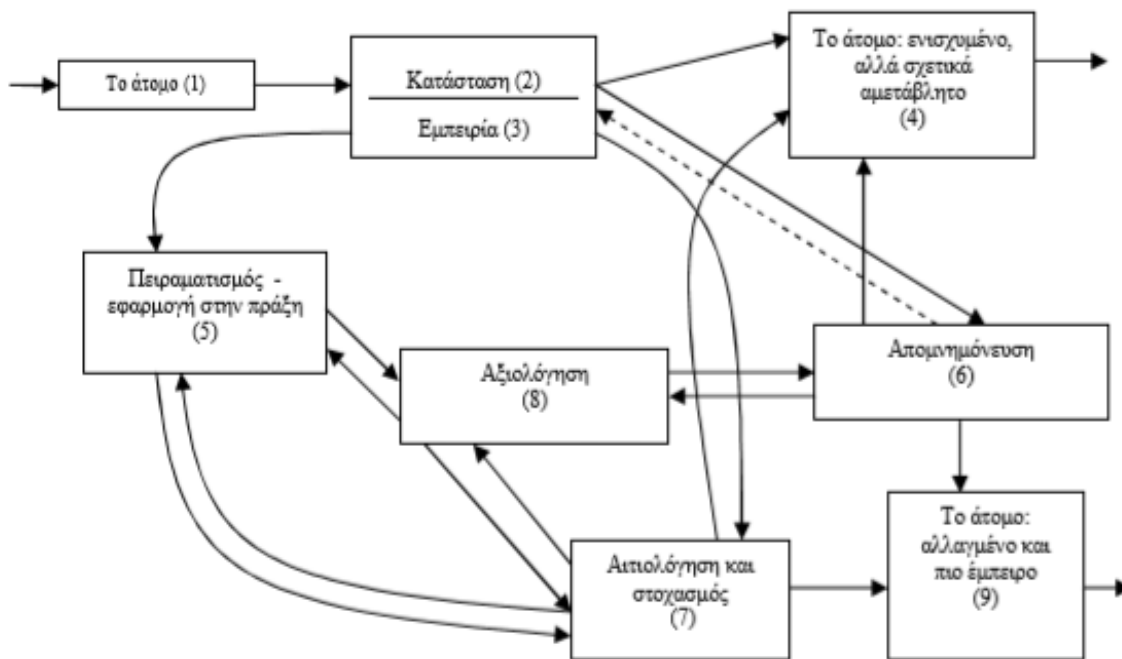 Το άτομο (1)
Κατάσταση (2)
Εμπειρία (3)
Το άτομο: ενισχυμένο,
αλλά σχετικά
αμετάβλητο
(4)
Πειραματισμός -
εφαρμογή στην πράξη
(5)
Απομνημόνευση
(6)
Αξιολόγηση
(8)
Αιτιολόγηση και
στοχασμός
(7)
Το άτομο:
αλλαγμένο και
πιο έμπειρο
(9)